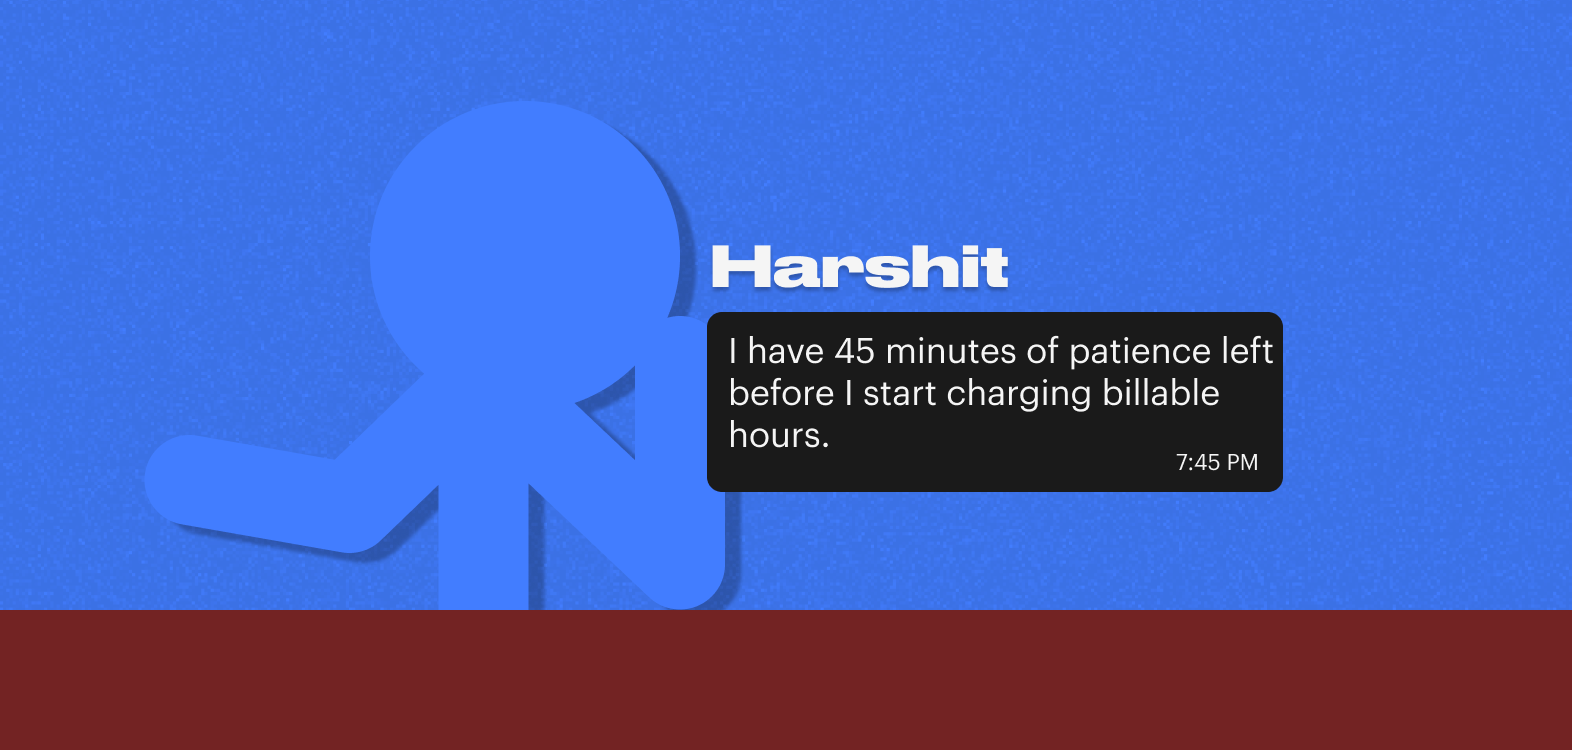 Harshit
I have 45 minutes of patience left
before I start charging billable
hours.
7:45 PM